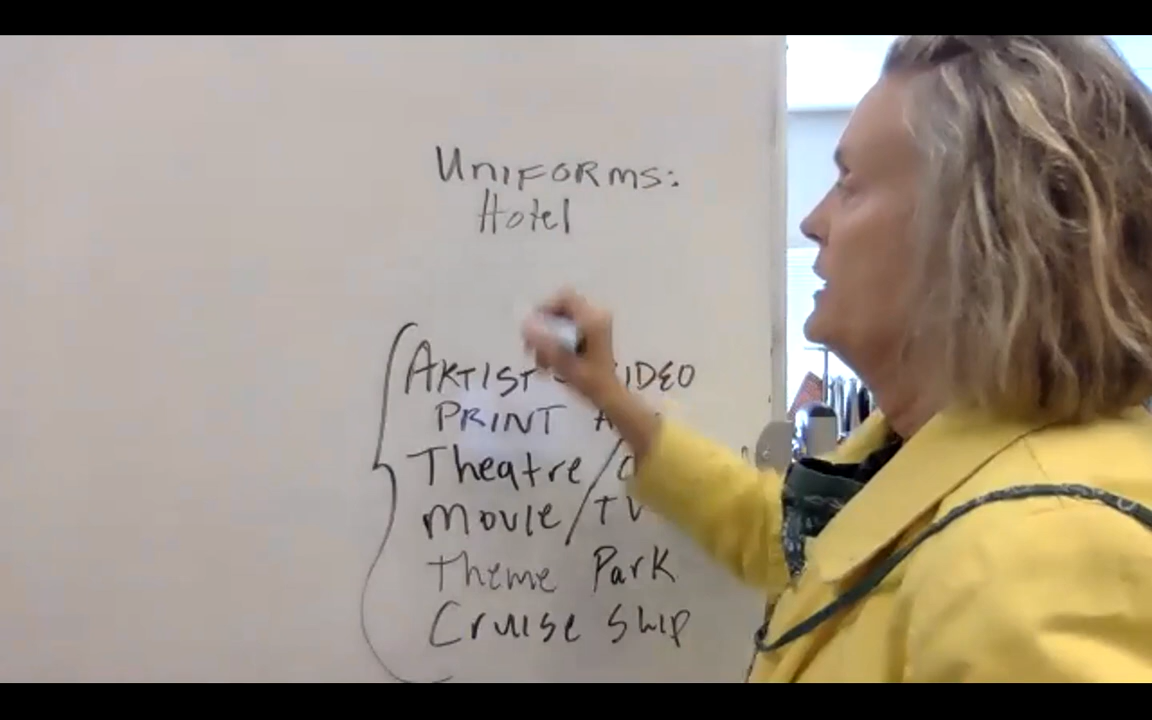 UNIFORMS:
Hotel
ARTIST
PRINT
Theatre /
MOVIE / TV
Theme Park
Cruise Ship